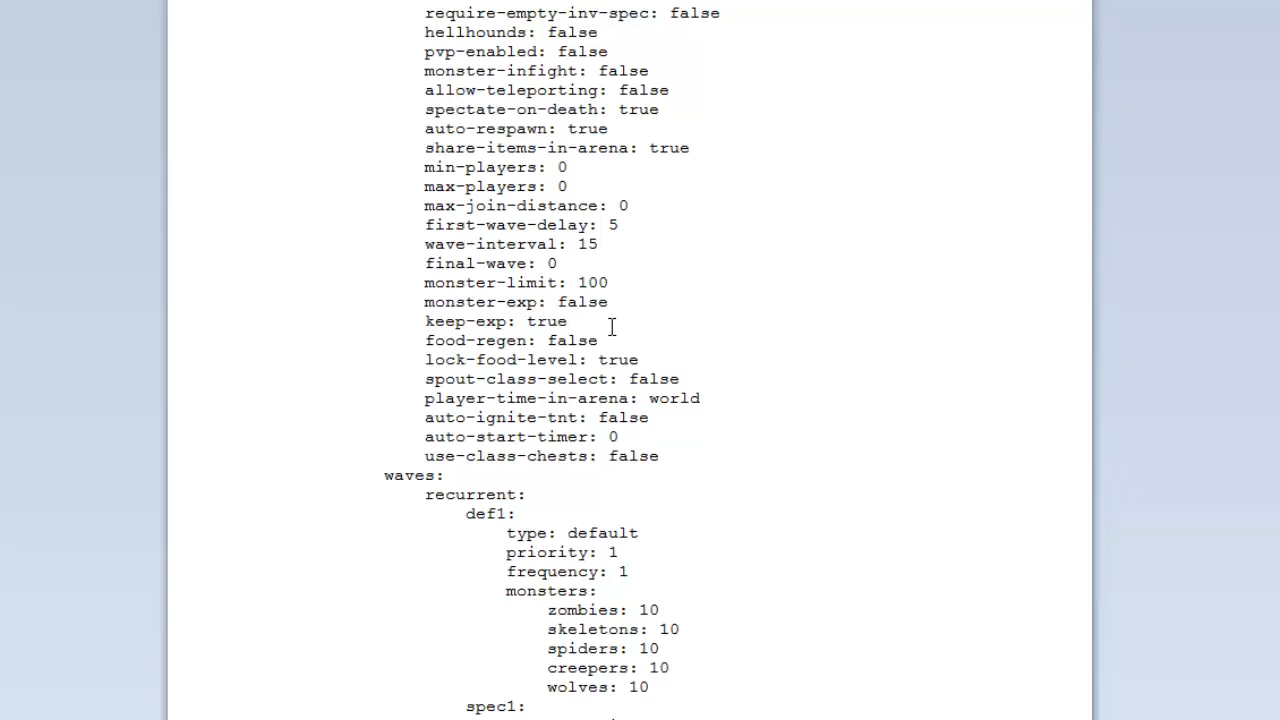 require-empty-inv-spec: false
hellhounds: false
pvp-enabled: false
monster-infight: false
allow-teleporting: false
spectate-on-death: true
auto-respawn: true
share-items-in-arena: true
min-players: 0
max-players: 0
max-join-distance: 0
first-wave-delay: 5
wave-interval: 15
final-wave: 0
monster-limit: 100
monster-exp: false
keep-exp: true
food-regen: false
lock-food-level: true
spout-class-select: false
player-time-in-arena: world
auto-ignite-tnt: false
auto-start-timer: 0
use-class-chests: false
waves:
recurrent:
def1:
type: default
priority: 1
frequency: 1
monsters:
zombies: 10
skeletons: 10
spiders: 10
creepers: 10
wolves: 10
spec1: